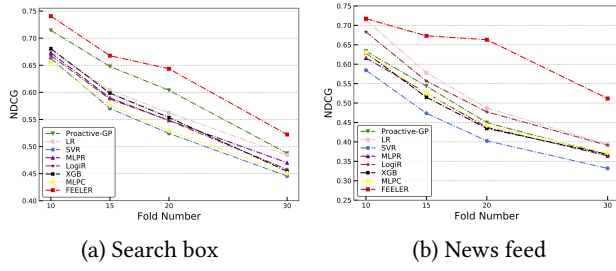 0.75
0.70
0.65
0.60
0.55
0.50
0.45
0.40
NDCG
Proactive-GP
LR
SVR
MLPR
LogiR
XGB
MLPC
FEELER
10 15 20 30
Fold Number
(a) Search box
0.75
0.70
0.65
0.60
0.55
0.50
0.45
0.40
0.35
0.30
0.25
NDCG
Proactive-GP
LR
SVR
MLPR
LogiR
XGB
MLPC
FEELER
10 15 20 30
Fold Number
(b) News feed